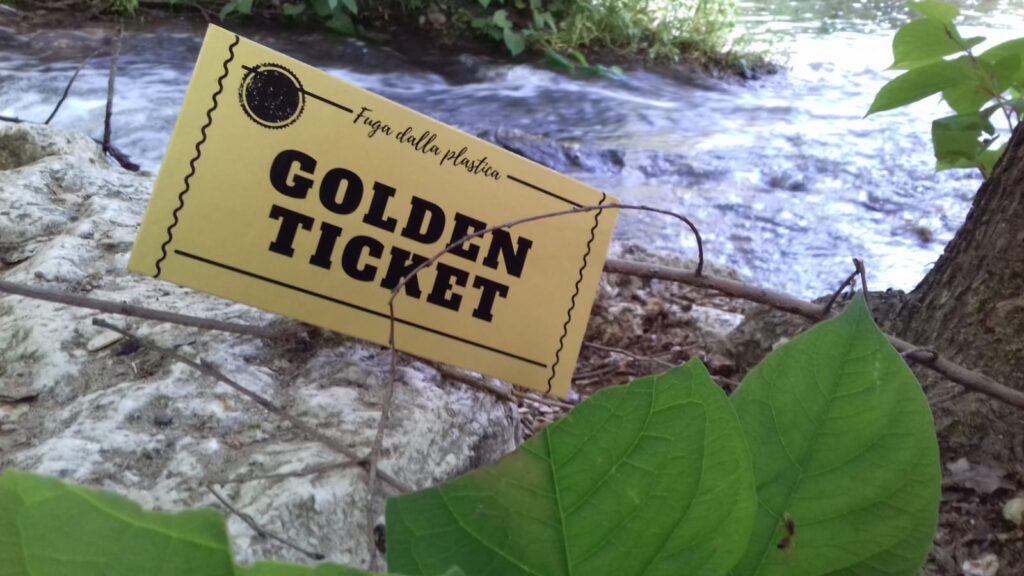 Fuga dalla plastica
GOLDEN
TICKET